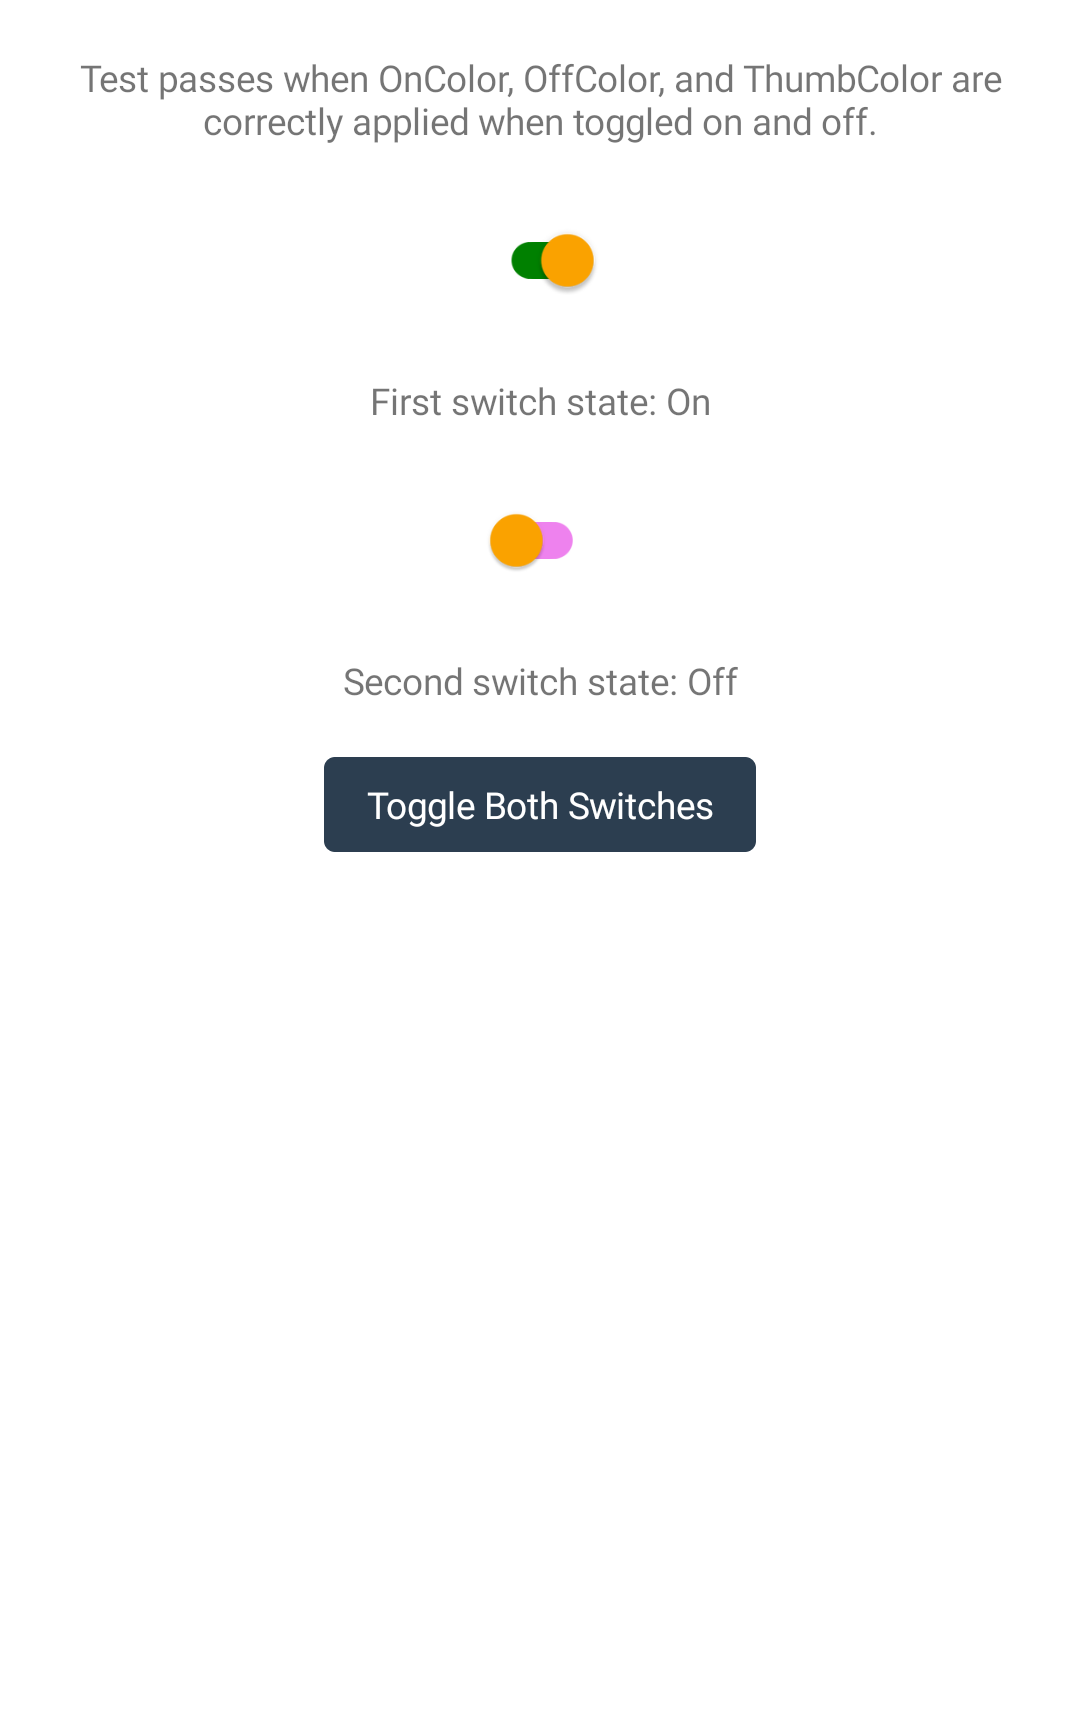 Test passes when OnColor, OffColor, and ThumbColor are
correctly applied when toggled on and off.
First switch state: On
Second switch state: Off
Toggle Both Switches